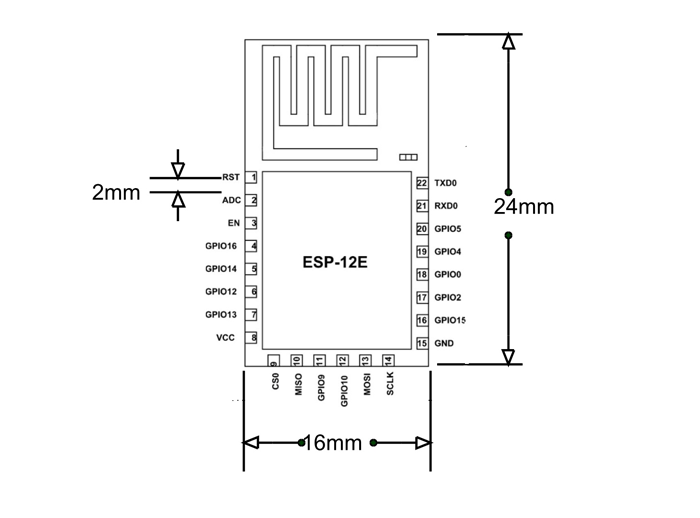 RST 1
22 TXD0
2mm
ADC 2
21 RXD0
24mm
EN 3
20 GPIO5
GPIO16 4
19 GPIO4
ESP-12E
GPIO14 5
18 GPIO0
GPIO12 6
17 GPIO2
GPIO13 7
16 GPIO15
VCC 8
15 GND
9 10 11 12 13 14
CS0 MISO GPIO9 GPIO10 MOSI SCLK
16mm